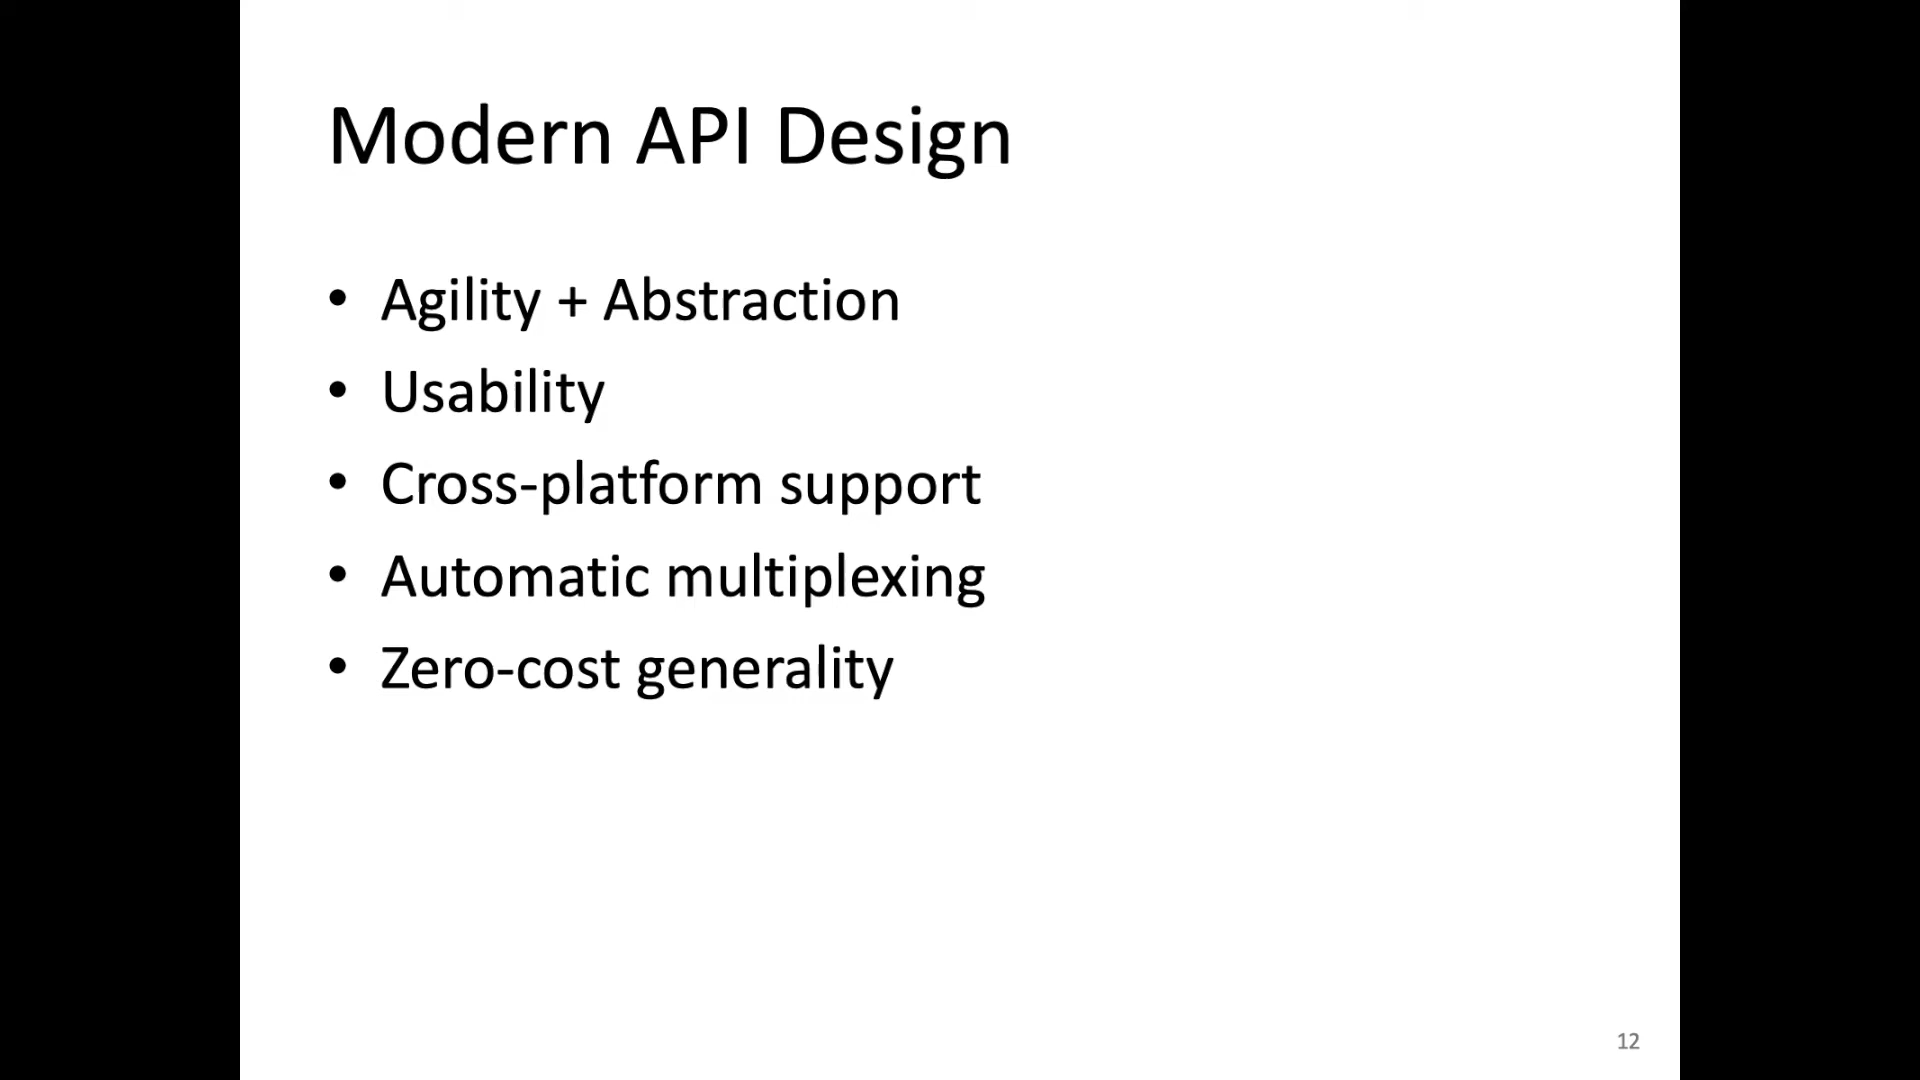 Modern API Design
• Agility + Abstraction
• Usability
• Cross-platform support
• Automatic multiplexing
• Zero-cost generality
12